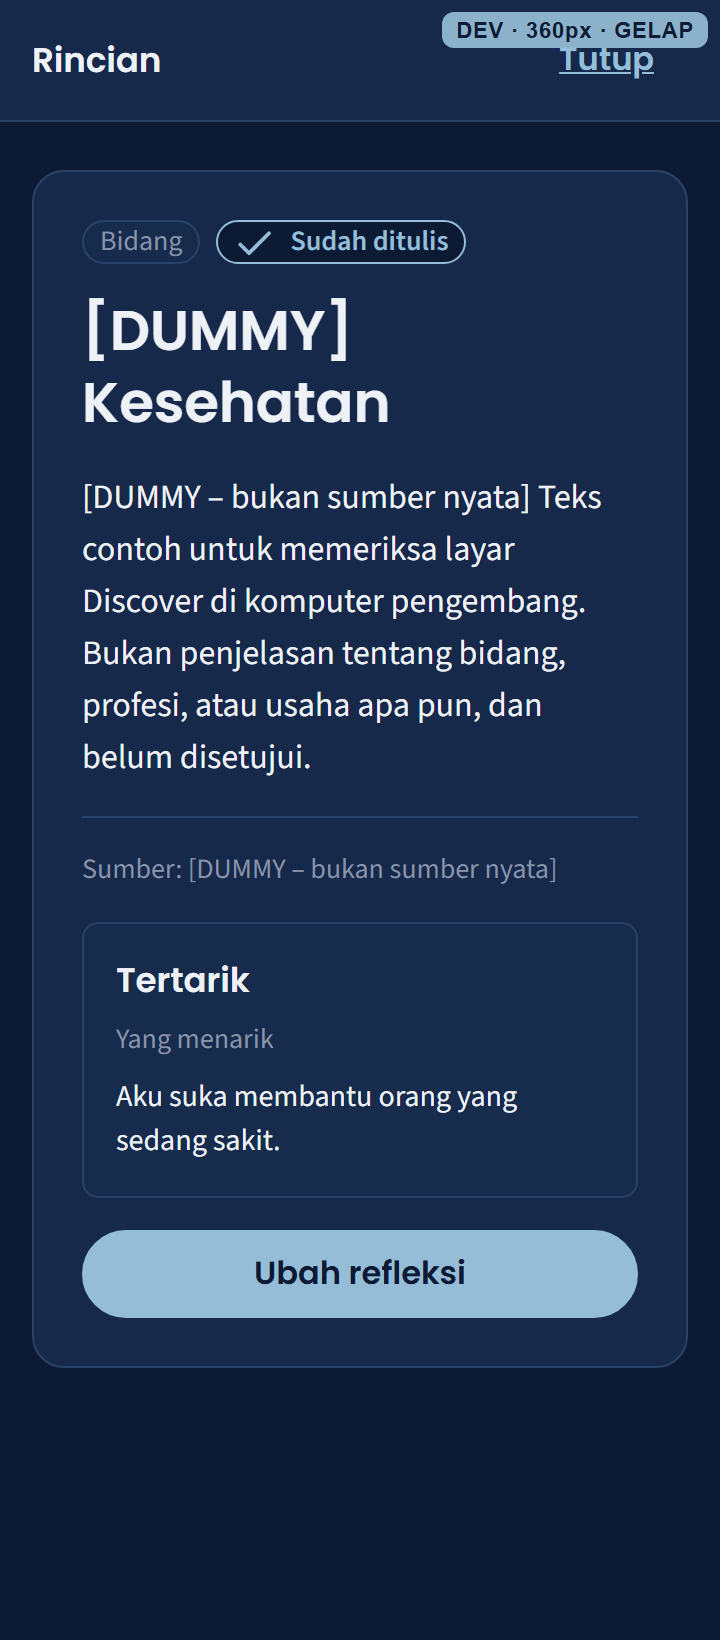 DEV · 360px · GELAP
Rincian
Tutup
Bidang
Sudah ditulis
[DUMMY]
Kesehatan
[DUMMY – bukan sumber nyata] Teks
contoh untuk memeriksa layar
Discover di komputer pengembang.
Bukan penjelasan tentang bidang,
profesi, atau usaha apa pun, dan
belum disetujui.
Sumber: [DUMMY – bukan sumber nyata]
Tertarik
Yang menarik
Aku suka membantu orang yang
sedang sakit.
Ubah refleksi